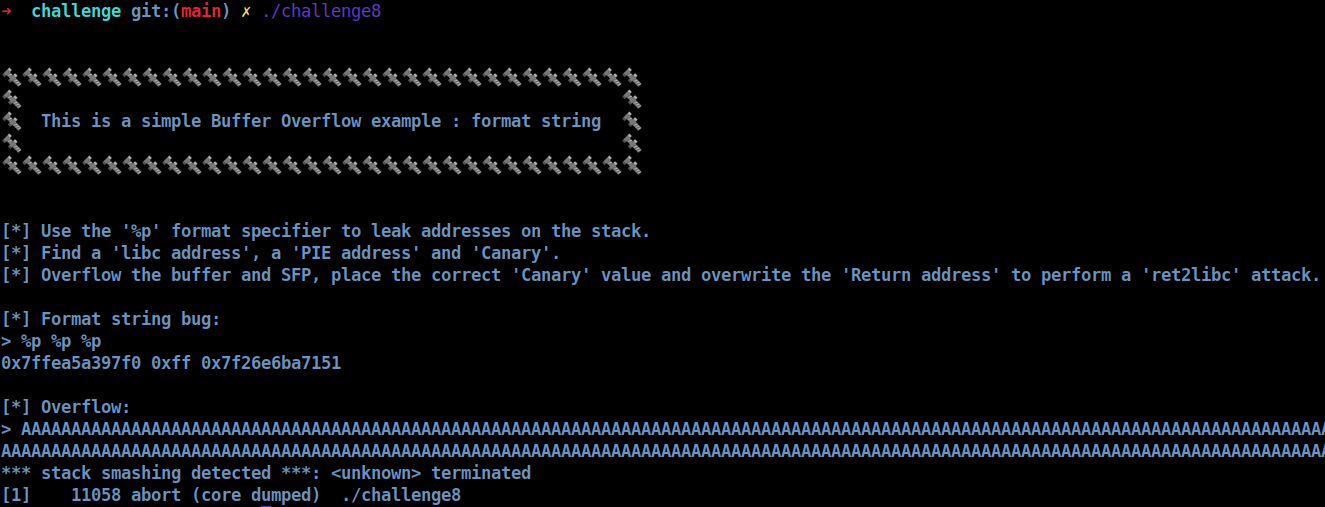 → challenge git:(main) ✗ ./challenge8
This is a simple Buffer Overflow example : format string
[*] Use the '%p' format specifier to leak addresses on the stack.
[*] Find a 'libc address', a 'PIE address' and 'Canary'.
[*] Overflow the buffer and SFP, place the correct 'Canary' value and overwrite the 'Return address' to perform a 'ret2libc' attack.
[*] Format string bug:
> %p %p %p
0x7ffea5a397f0 0xff 0x7f26e6ba7151
[*] Overflow:
> AAAAAAAAAAAAAAAAAAAAAAAAAAAAAAAAAAAAAAAAAAAAAAAAAAAAAAAAAAAAAAAAAAAAAAAAAAAAAAAAAAAAAAAAAAAAAAAAAAAAAAAAAAAAAAAAAAAAAAAAAAAAAAAAAAA
AAAAAAAAAAAAAAAAAAAAAAAAAAAAAAAAAAAAAAAAAAAAAAAAAAAAAAAAAAAAAAAAAAAAAAAAAAAAAAAAAAAAAAAAAAAAAAAAAAAAAAAAAAAAAAAAAAAAAAAAAAAAAAAAAAAAA
*** stack smashing detected ***: <unknown> terminated
[1] 11058 abort (core dumped) ./challenge8